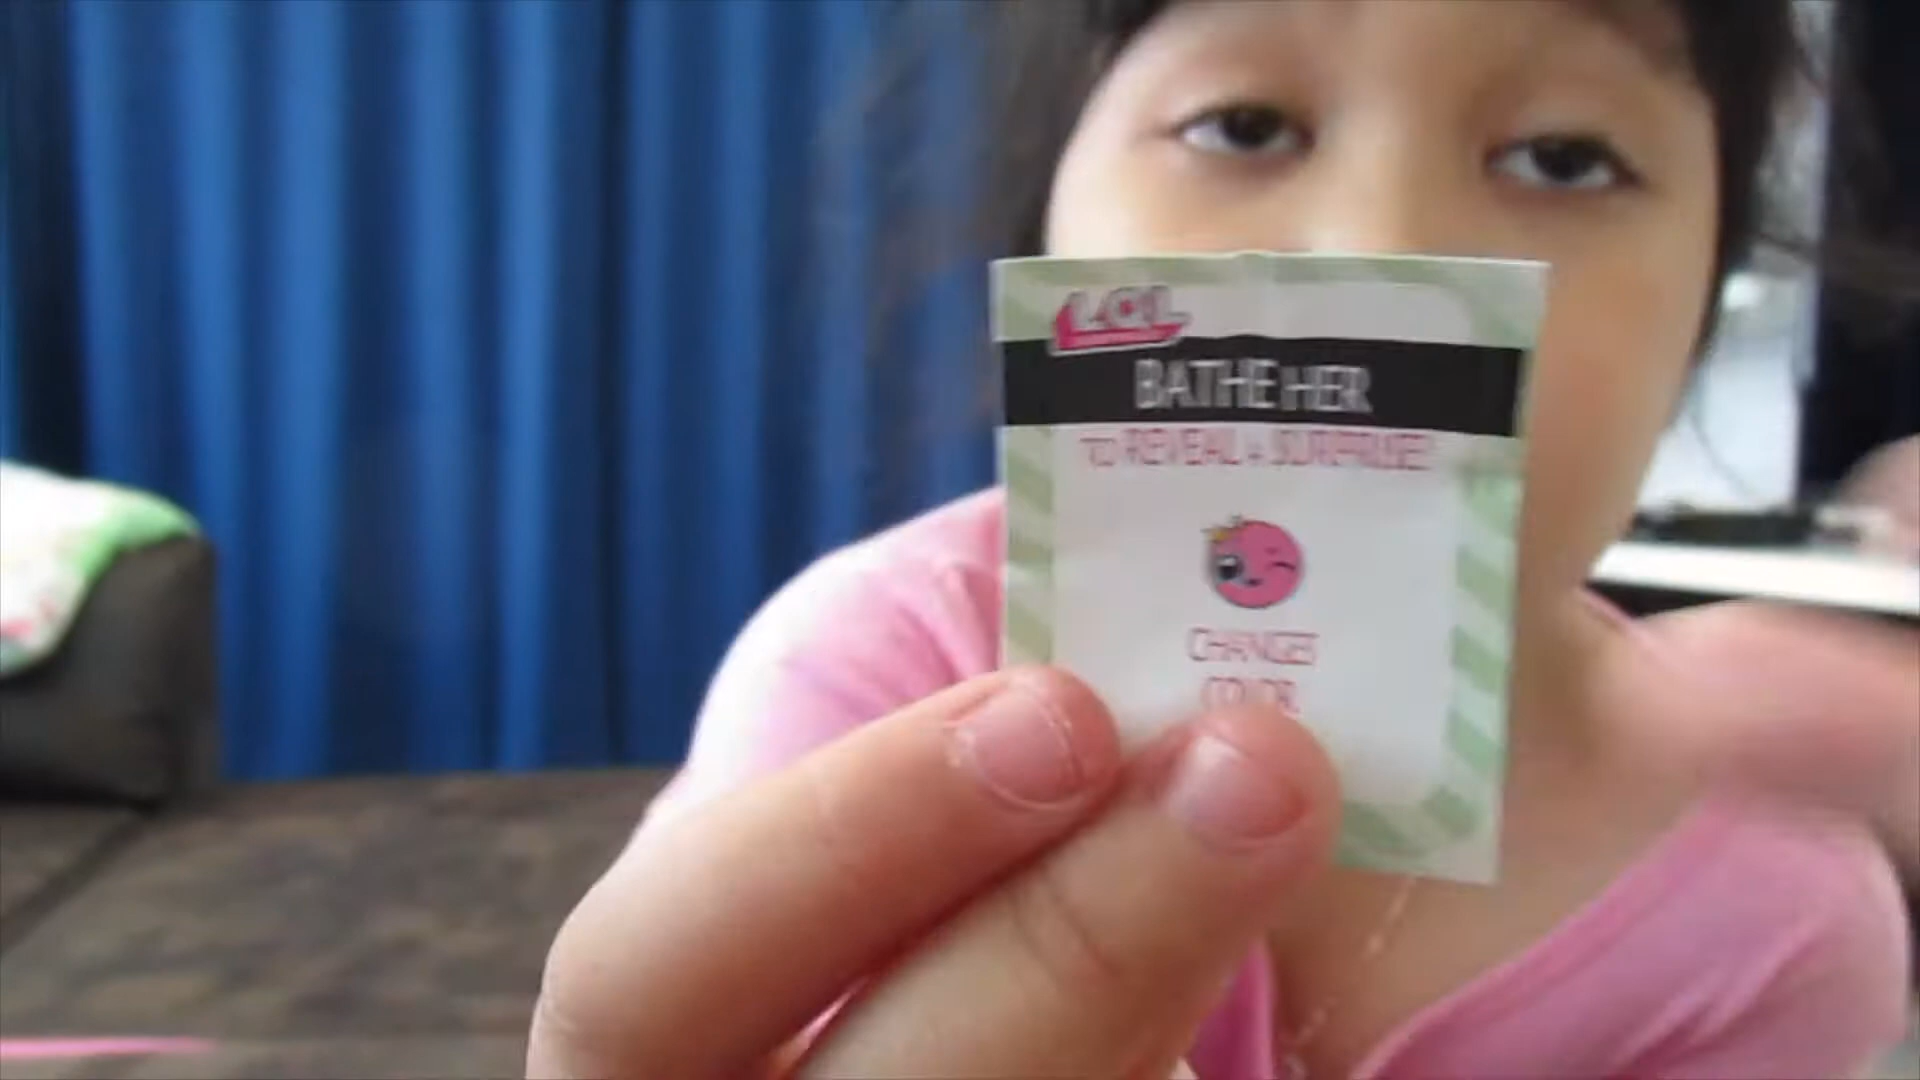 L.O.L.
BATHE HER
TO REVEAL A SURPRISE!
CHANGES
COLOR